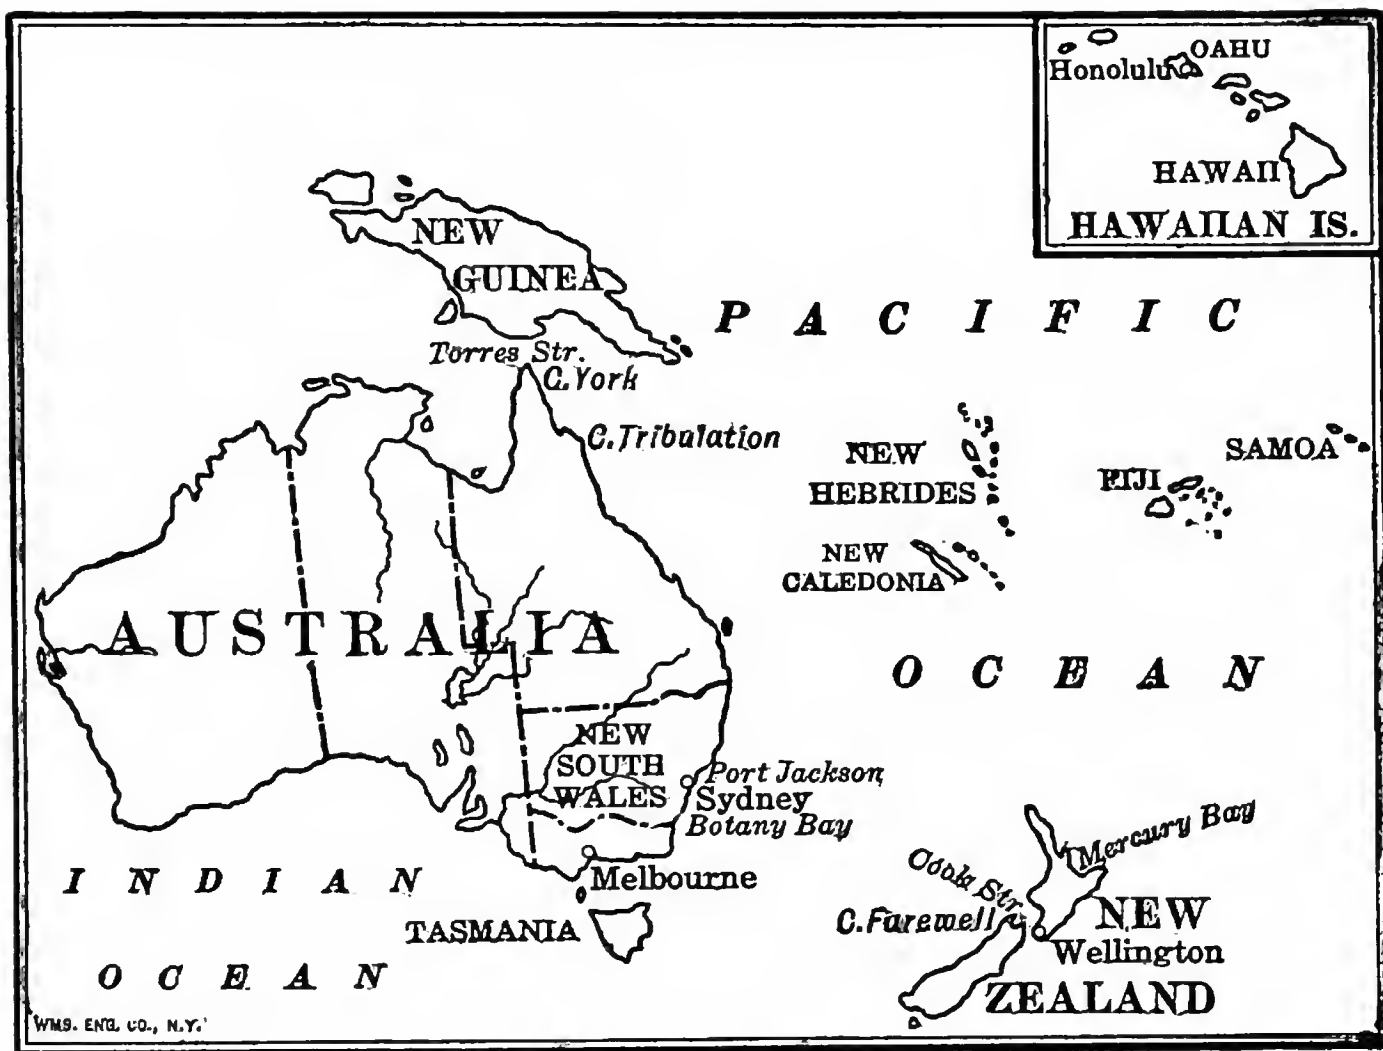 OAHU
Honolulu
HAWAII
HAWAIIAN IS.
NEW
GUINEA
PACIFIC
Torres Str.
C. York
C. Tribulation
NEW
HEBRIDES
FIJI
SAMOA
NEW
CALEDONIA
AUSTRALIA
OCEAN
NEW
SOUTH
WALES
Port Jackson
Sydney
Botany Bay
Melbourne
INDIAN
OCEAN
TASMANIA
Mercury Bay
Cook Str.
C. Farewell
NEW
Wellington
ZEALAND
WMS. ENG. CO., N.Y.